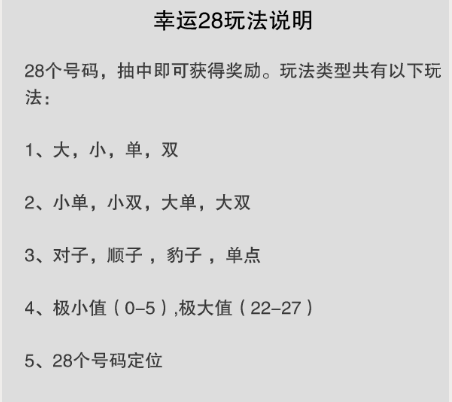 幸运28玩法说明
28个号码，抽中即可获得奖励。玩法类型共有以下玩
法：
1、大，小，单，双
2、小单，小双，大单，大双
3、对子，顺子 ，豹子 ，单点
4、极小值（0–5）,极大值（22–27）
5、28个号码定位